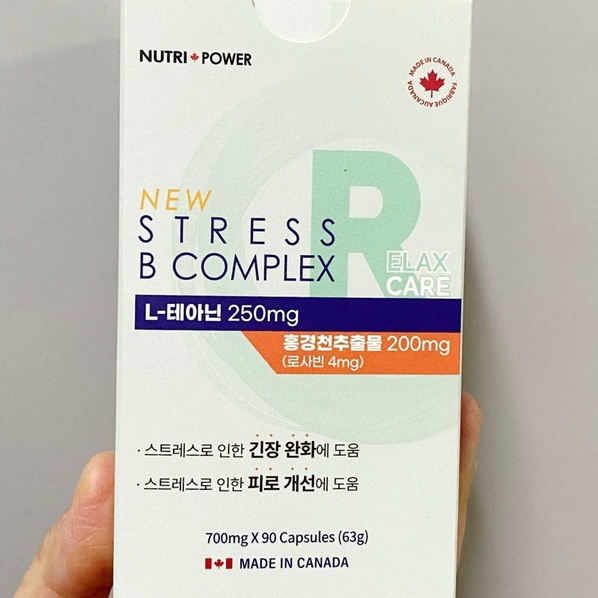 NUTRI POWER
MADE IN CANADA
FABRIQUE AU CANADA
NEW
STRESS
B COMPLEX
RELAX
CARE
L-테아닌 250mg
홍경천추출물 200mg
(로사빈 4mg)
· 스트레스로 인한 긴장 완화에 도움
· 스트레스로 인한 피로 개선에 도움
700mg X 90 Capsules (63g)
MADE IN CANADA